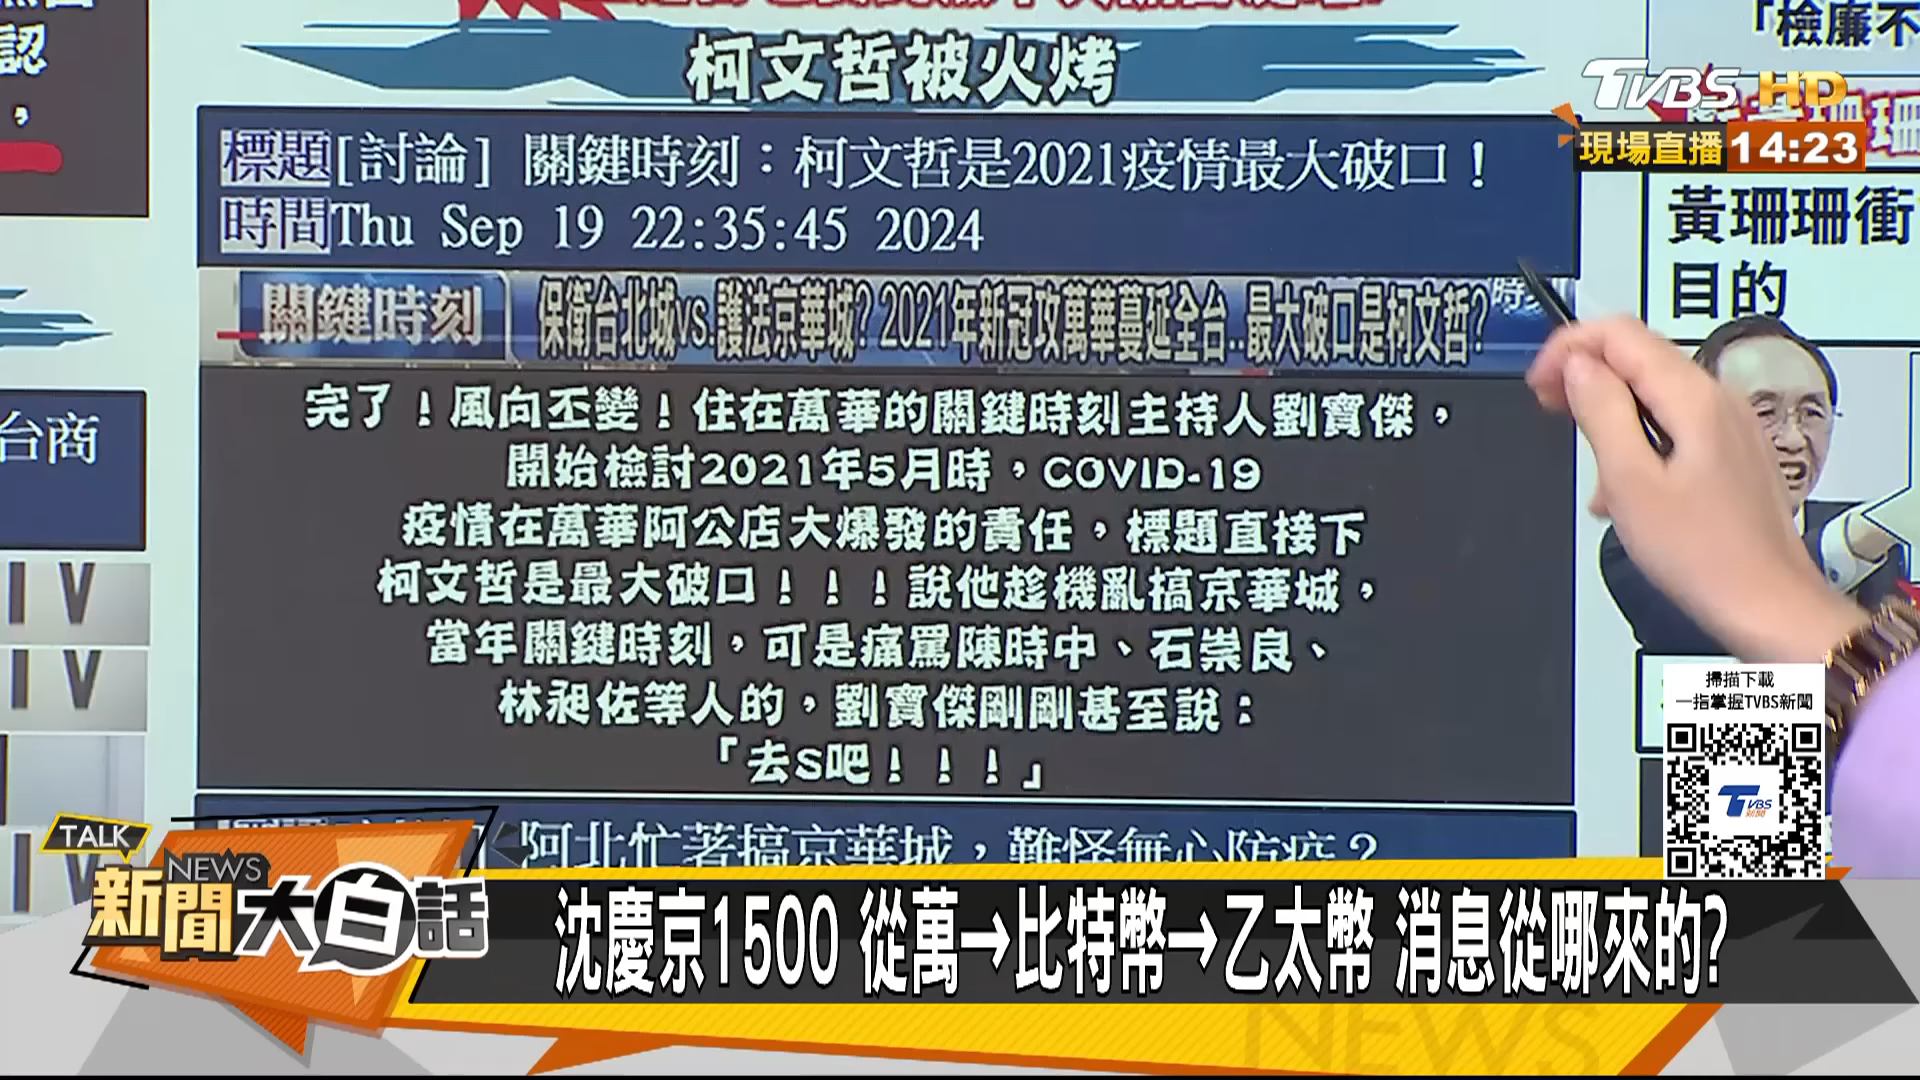 柯文哲被火烤
標題[討論] 關鍵時刻：柯文哲是2021疫情最大破口！
時間Thu Sep 19 22:35:45 2024
關鍵時刻
保衛台北城vs.護法京華城? 2021年新冠攻萬華蔓延全台..最大破口是柯文哲?
時刻
完了！風向丕變！住在萬華的關鍵時刻主持人劉寶傑，
開始檢討2021年5月時，COVID-19
疫情在萬華阿公店大爆發的責任，標題直接下
柯文哲是最大破口！！！說他趁機亂搞京華城，
當年關鍵時刻，可是痛罵陳時中、石崇良、
林昶佐等人的，劉寶傑剛剛甚至說：
「去S吧！！！」
阿北忙著搞京華城，難怪無心防疫？
認
，
台商
IV
IV
IV
「檢廉不
TVBS HD
現場直播 14:23
黃珊珊衝
目的
掃描下載
一指掌握TVBS新聞
TVBS
新聞
TALK
NEWS
新聞大白話
沈慶京1500 從萬→比特幣→乙太幣 消息從哪來的?
NEWS